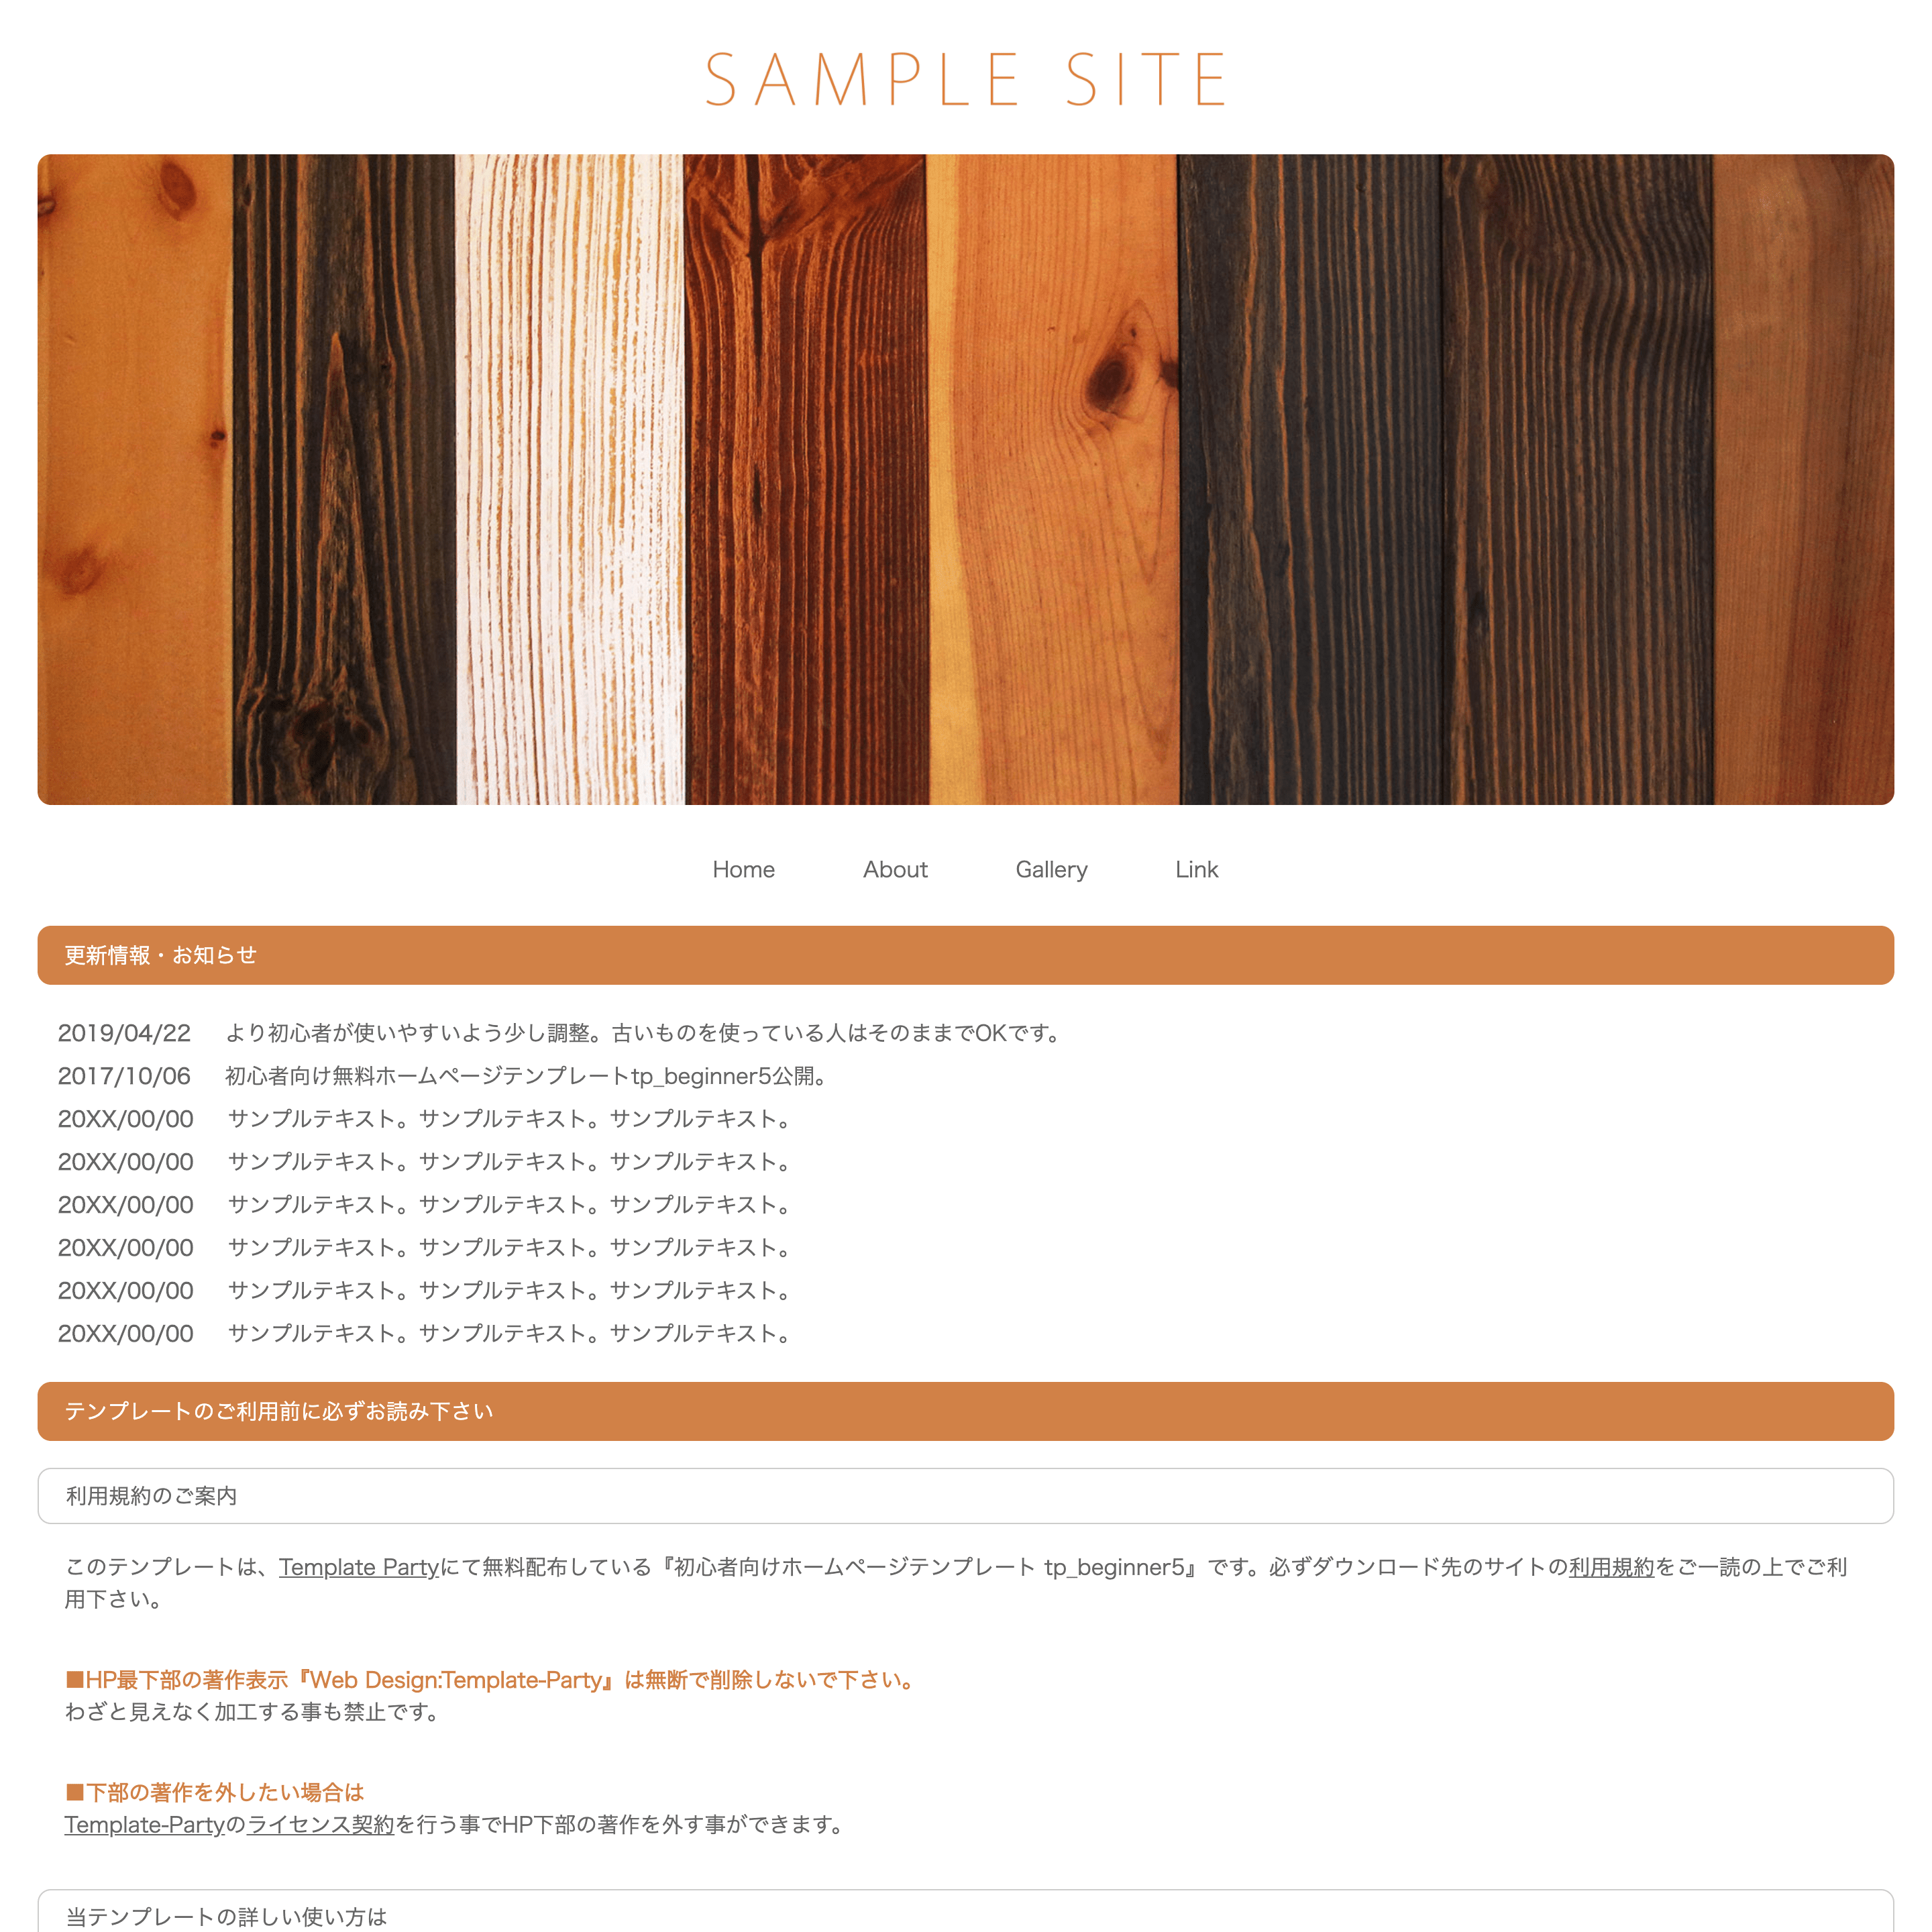 SAMPLE SITE
Home
About
Gallery
Link
更新情報・お知らせ
2019/04/22 より初心者が使いやすいよう少し調整。古いものを使っている人はそのままでOKです。
2017/10/06 初心者向け無料ホームページテンプレートtp_beginner5公開。
20XX/00/00 サンプルテキスト。サンプルテキスト。サンプルテキスト。
20XX/00/00 サンプルテキスト。サンプルテキスト。サンプルテキスト。
20XX/00/00 サンプルテキスト。サンプルテキスト。サンプルテキスト。
20XX/00/00 サンプルテキスト。サンプルテキスト。サンプルテキスト。
20XX/00/00 サンプルテキスト。サンプルテキスト。サンプルテキスト。
20XX/00/00 サンプルテキスト。サンプルテキスト。サンプルテキスト。
テンプレートのご利用前に必ずお読み下さい
利用規約のご案内
このテンプレートは、Template Partyにて無料配布している『初心者向けホームページテンプレート tp_beginner5』です。必ずダウンロード先のサイトの利用規約をご一読の上でご利
用下さい。
■HP最下部の著作表示『Web Design:Template-Party』は無断で削除しないで下さい。
わざと見えなく加工する事も禁止です。
■下部の著作を外したい場合は
Template-Partyのライセンス契約を行う事でHP下部の著作を外す事ができます。
当テンプレートの詳しい使い方は